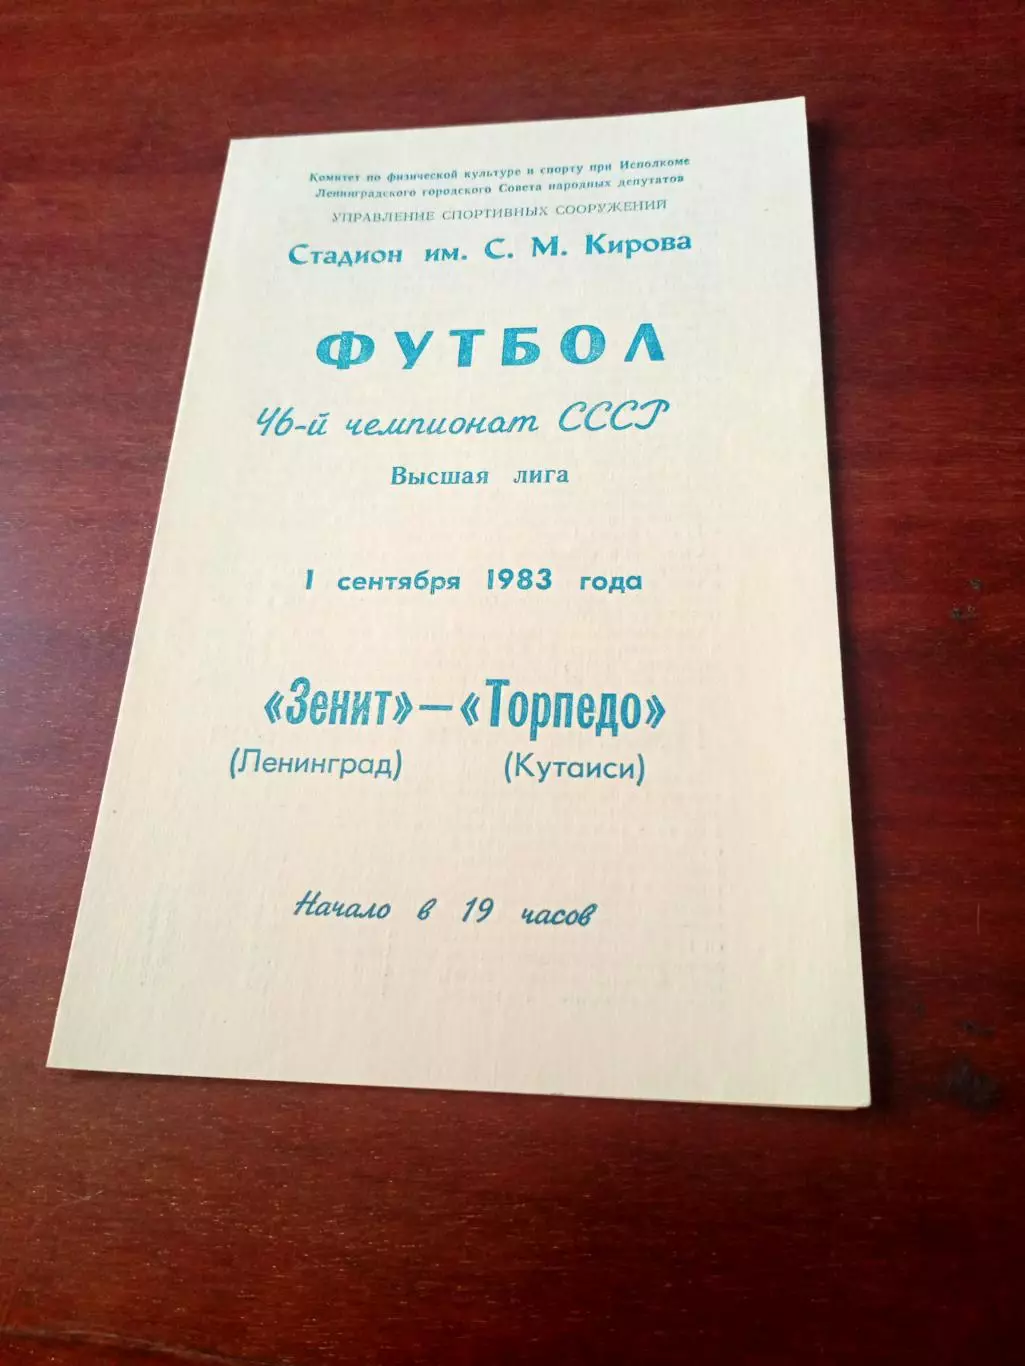 Комитет по физической культуре и спорту при Исполкоме
Ленинградского городского Совета народных депутатов
УПРАВЛЕНИЕ СПОРТИВНЫХ СООРУЖЕНИЙ
Стадион им. С. М. Кирова
ФУТБОЛ
46-й чемпионат СССР
Высшая лига
1 сентября 1983 года
«Зенит» — «Торпедо»
(Ленинград) (Кутаиси)
Начало в 19 часов